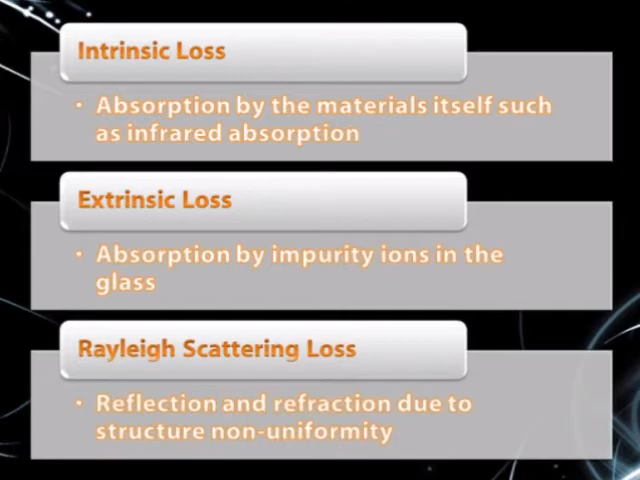 Intrinsic Loss
• Absorption by the materials itself such
as infrared absorption
Extrinsic Loss
• Absorption by impurity ions in the
glass
Rayleigh Scattering Loss
• Reflection and refraction due to
structure non-uniformity